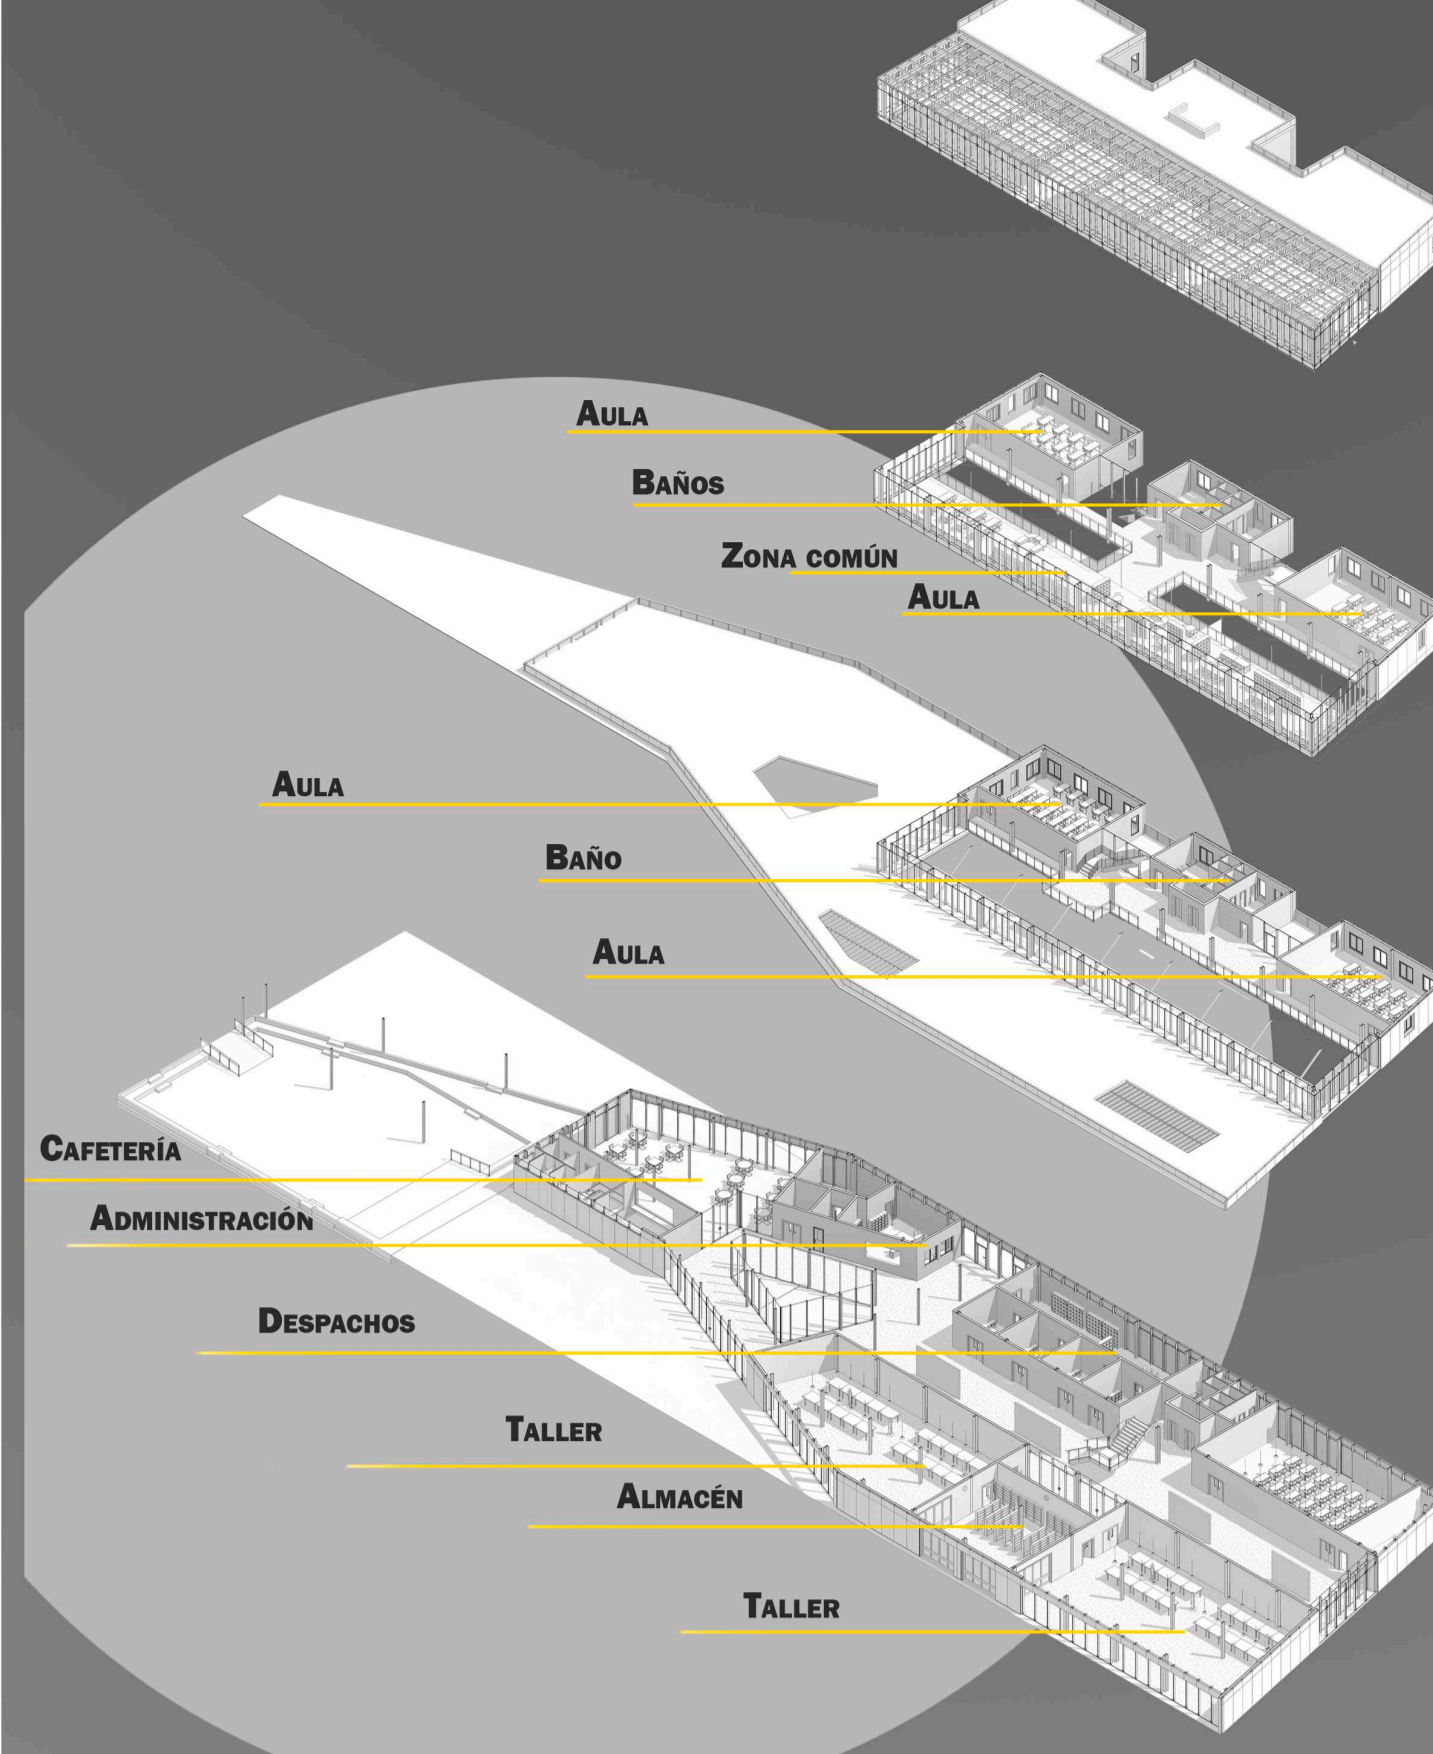 AULA
BAÑOS
ZONA COMÚN
AULA
AULA
BAÑO
AULA
CAFETERÍA
ADMINISTRACIÓN
DESPACHOS
TALLER
ALMACÉN
TALLER